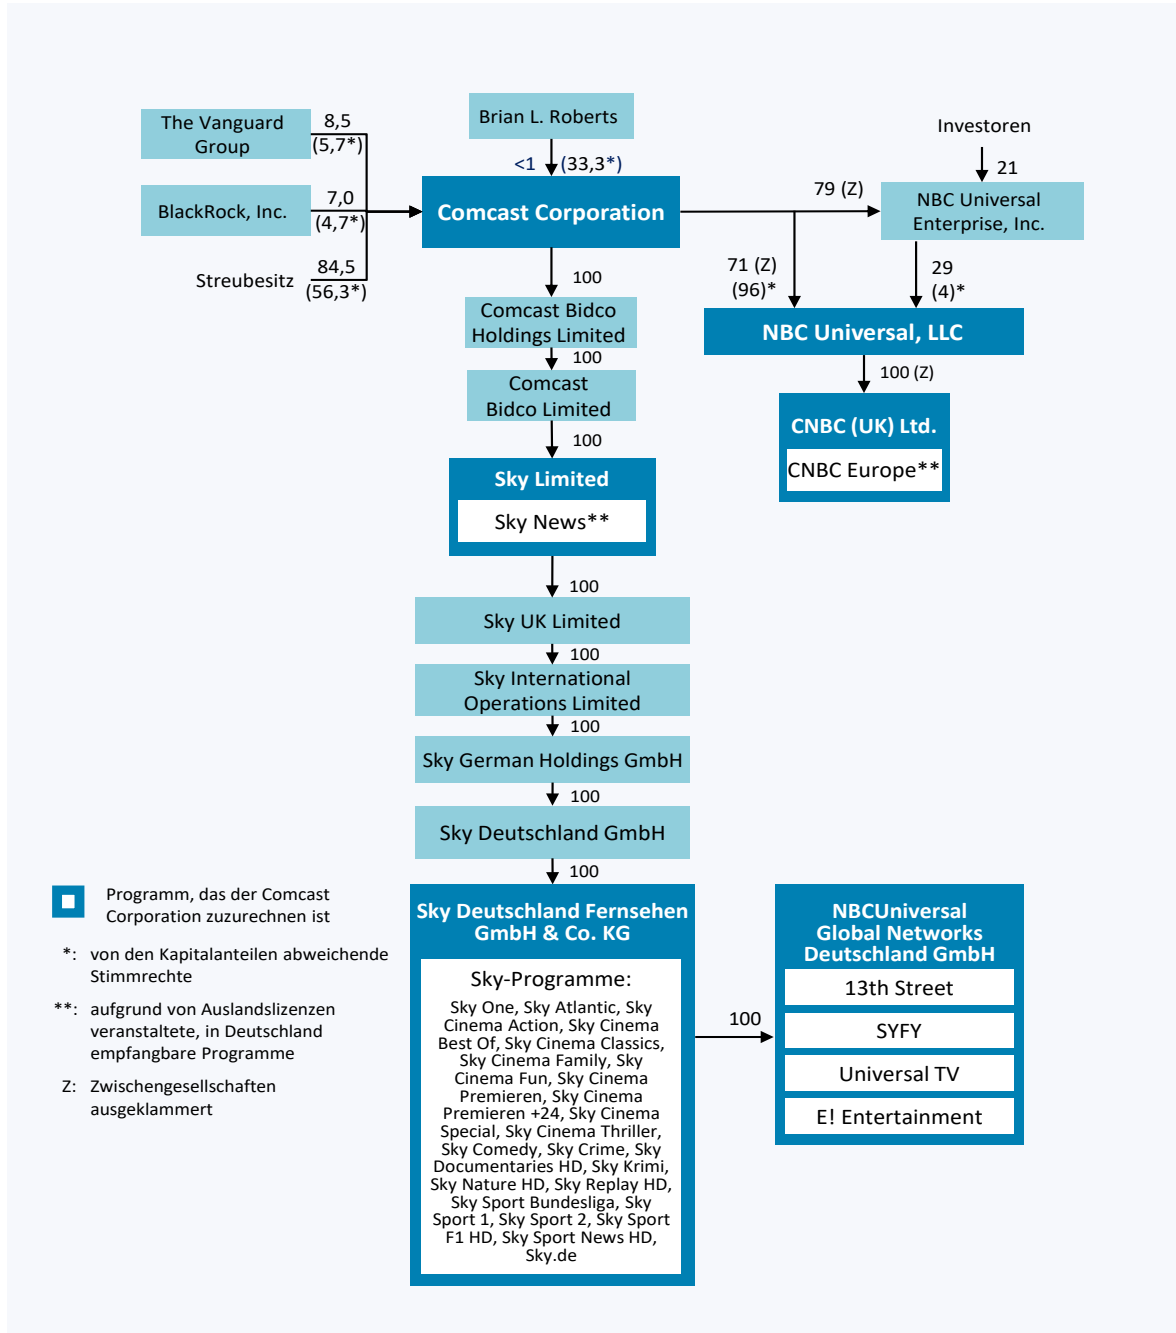 The Vanguard
Group
8,5
(5,7*)
BlackRock, Inc.
7,0
(4,7*)
Streubesitz
84,5
(56,3*)
Brian L. Roberts
<1 (33,3*)
Comcast Corporation
Investoren
21
79 (Z)
NBC Universal
Enterprise, Inc.
71 (Z)
(96)*
29
(4)*
NBC Universal, LLC
100 (Z)
CNBC (UK) Ltd.
CNBC Europe**
100
Comcast Bidco
Holdings Limited
100
Comcast
Bidco Limited
100
Sky Limited
Sky News**
100
Sky UK Limited
100
Sky International
Operations Limited
100
Sky German Holdings GmbH
100
Sky Deutschland GmbH
100
Sky Deutschland Fernsehen
GmbH & Co. KG
Sky-Programme:
Sky One, Sky Atlantic, Sky
Cinema Action, Sky Cinema
Best Of, Sky Cinema Classics,
Sky Cinema Family, Sky
Cinema Fun, Sky Cinema
Premieren, Sky Cinema
Premieren +24, Sky Cinema
Special, Sky Cinema Thriller,
Sky Comedy, Sky Crime, Sky
Documentaries HD, Sky Krimi,
Sky Nature HD, Sky Replay HD,
Sky Sport Bundesliga, Sky
Sport 1, Sky Sport 2, Sky Sport
F1 HD, Sky Sport News HD,
Sky.de
100
NBCUniversal
Global Networks
Deutschland GmbH
13th Street
SYFY
Universal TV
E! Entertainment
Programm, das der Comcast
Corporation zuzurechnen ist
*: von den Kapitalanteilen abweichende
Stimmrechte
**: aufgrund von Auslandslizenzen
veranstaltete, in Deutschland
empfangbare Programme
Z: Zwischengesellschaften
ausgeklammert